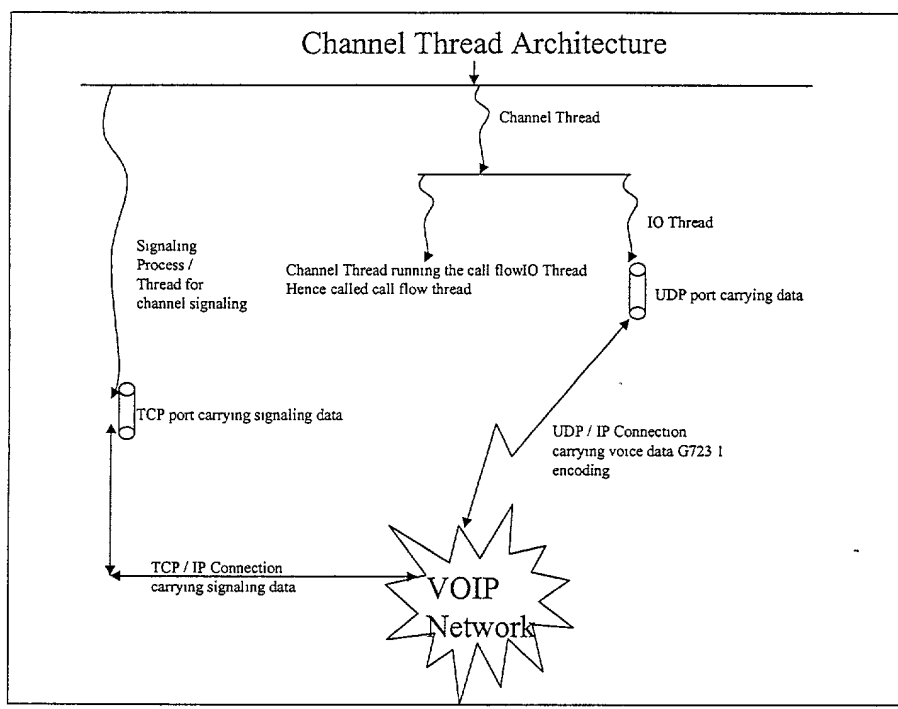 Channel Thread Architecture
Channel Thread
IO Thread
Signaling
Process /
Thread for
channel signaling
Channel Thread running the call flowIO Thread
Hence called call flow thread
UDP port carrying data
TCP port carrying signaling data
UDP / IP Connection
carrying voice data G723 1
encoding
TCP / IP Connection
carrying signaling data
VOIP
Network